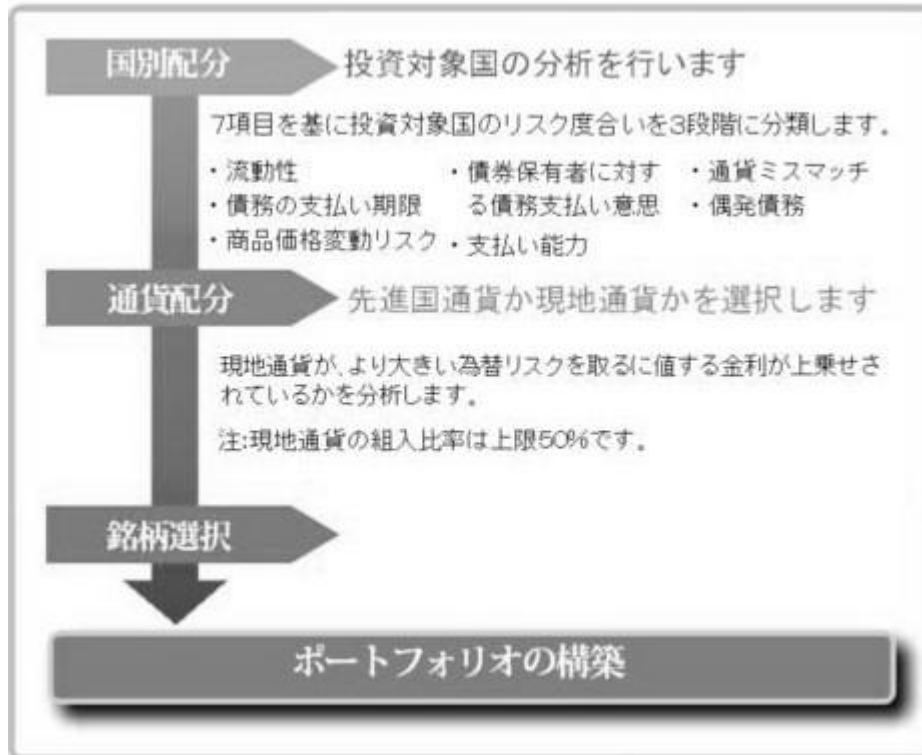 国別配分 投資対象国の分析を行います
7項目を基に投資対象国のリスク度合いを3段階に分類します。
・流動性
・債務の支払い期限
・商品価格変動リスク
・債券保有者に対す
る債務支払い意思
・支払い能力
・通貨ミスマッチ
・偶発債務
通貨配分 先進国通貨か現地通貨かを選択します
現地通貨が、より大きい為替リスクを取るに値する金利が上乗せさ
れているかを分析します。
注:現地通貨の組入比率は上限50%です。
銘柄選択
ポートフォリオの構築